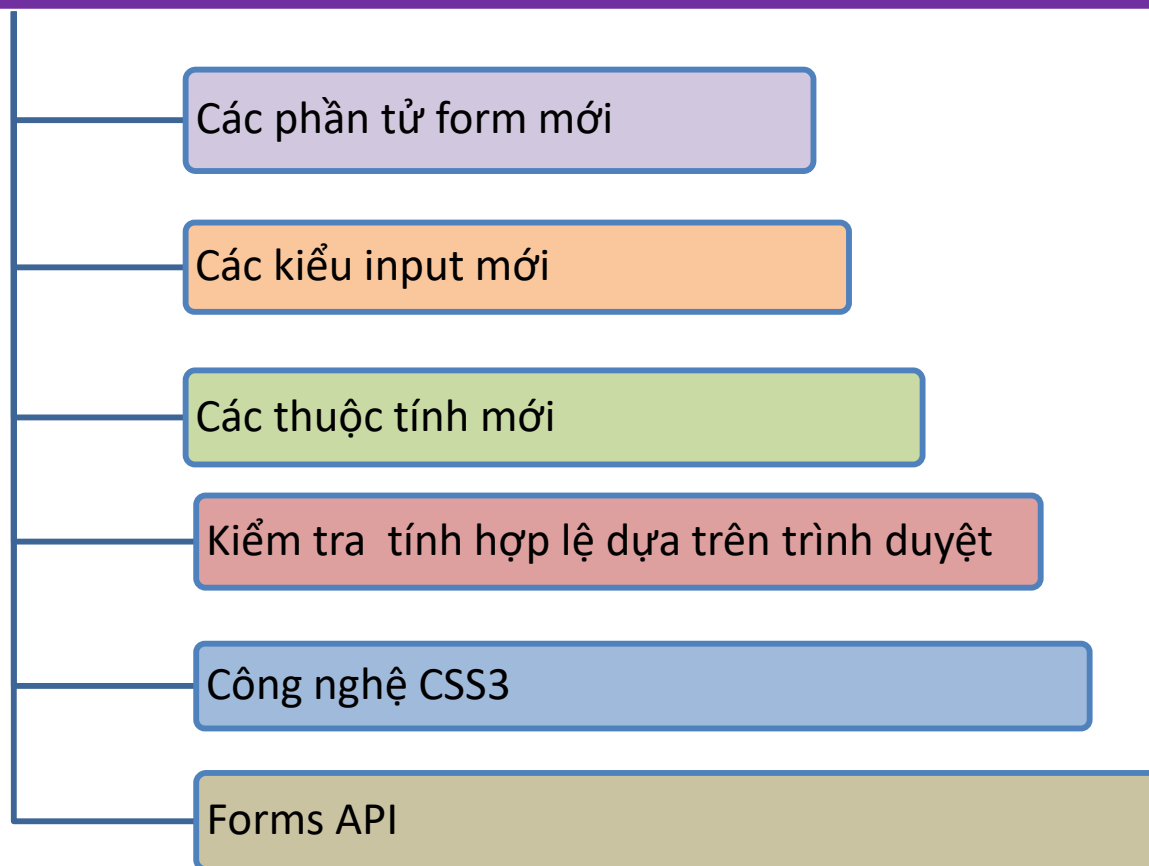 Các phần tử form mới
Các kiểu input mới
Các thuộc tính mới
Kiểm tra  tính hợp lệ dựa trên trình duyệt
Công nghệ CSS3
Forms API